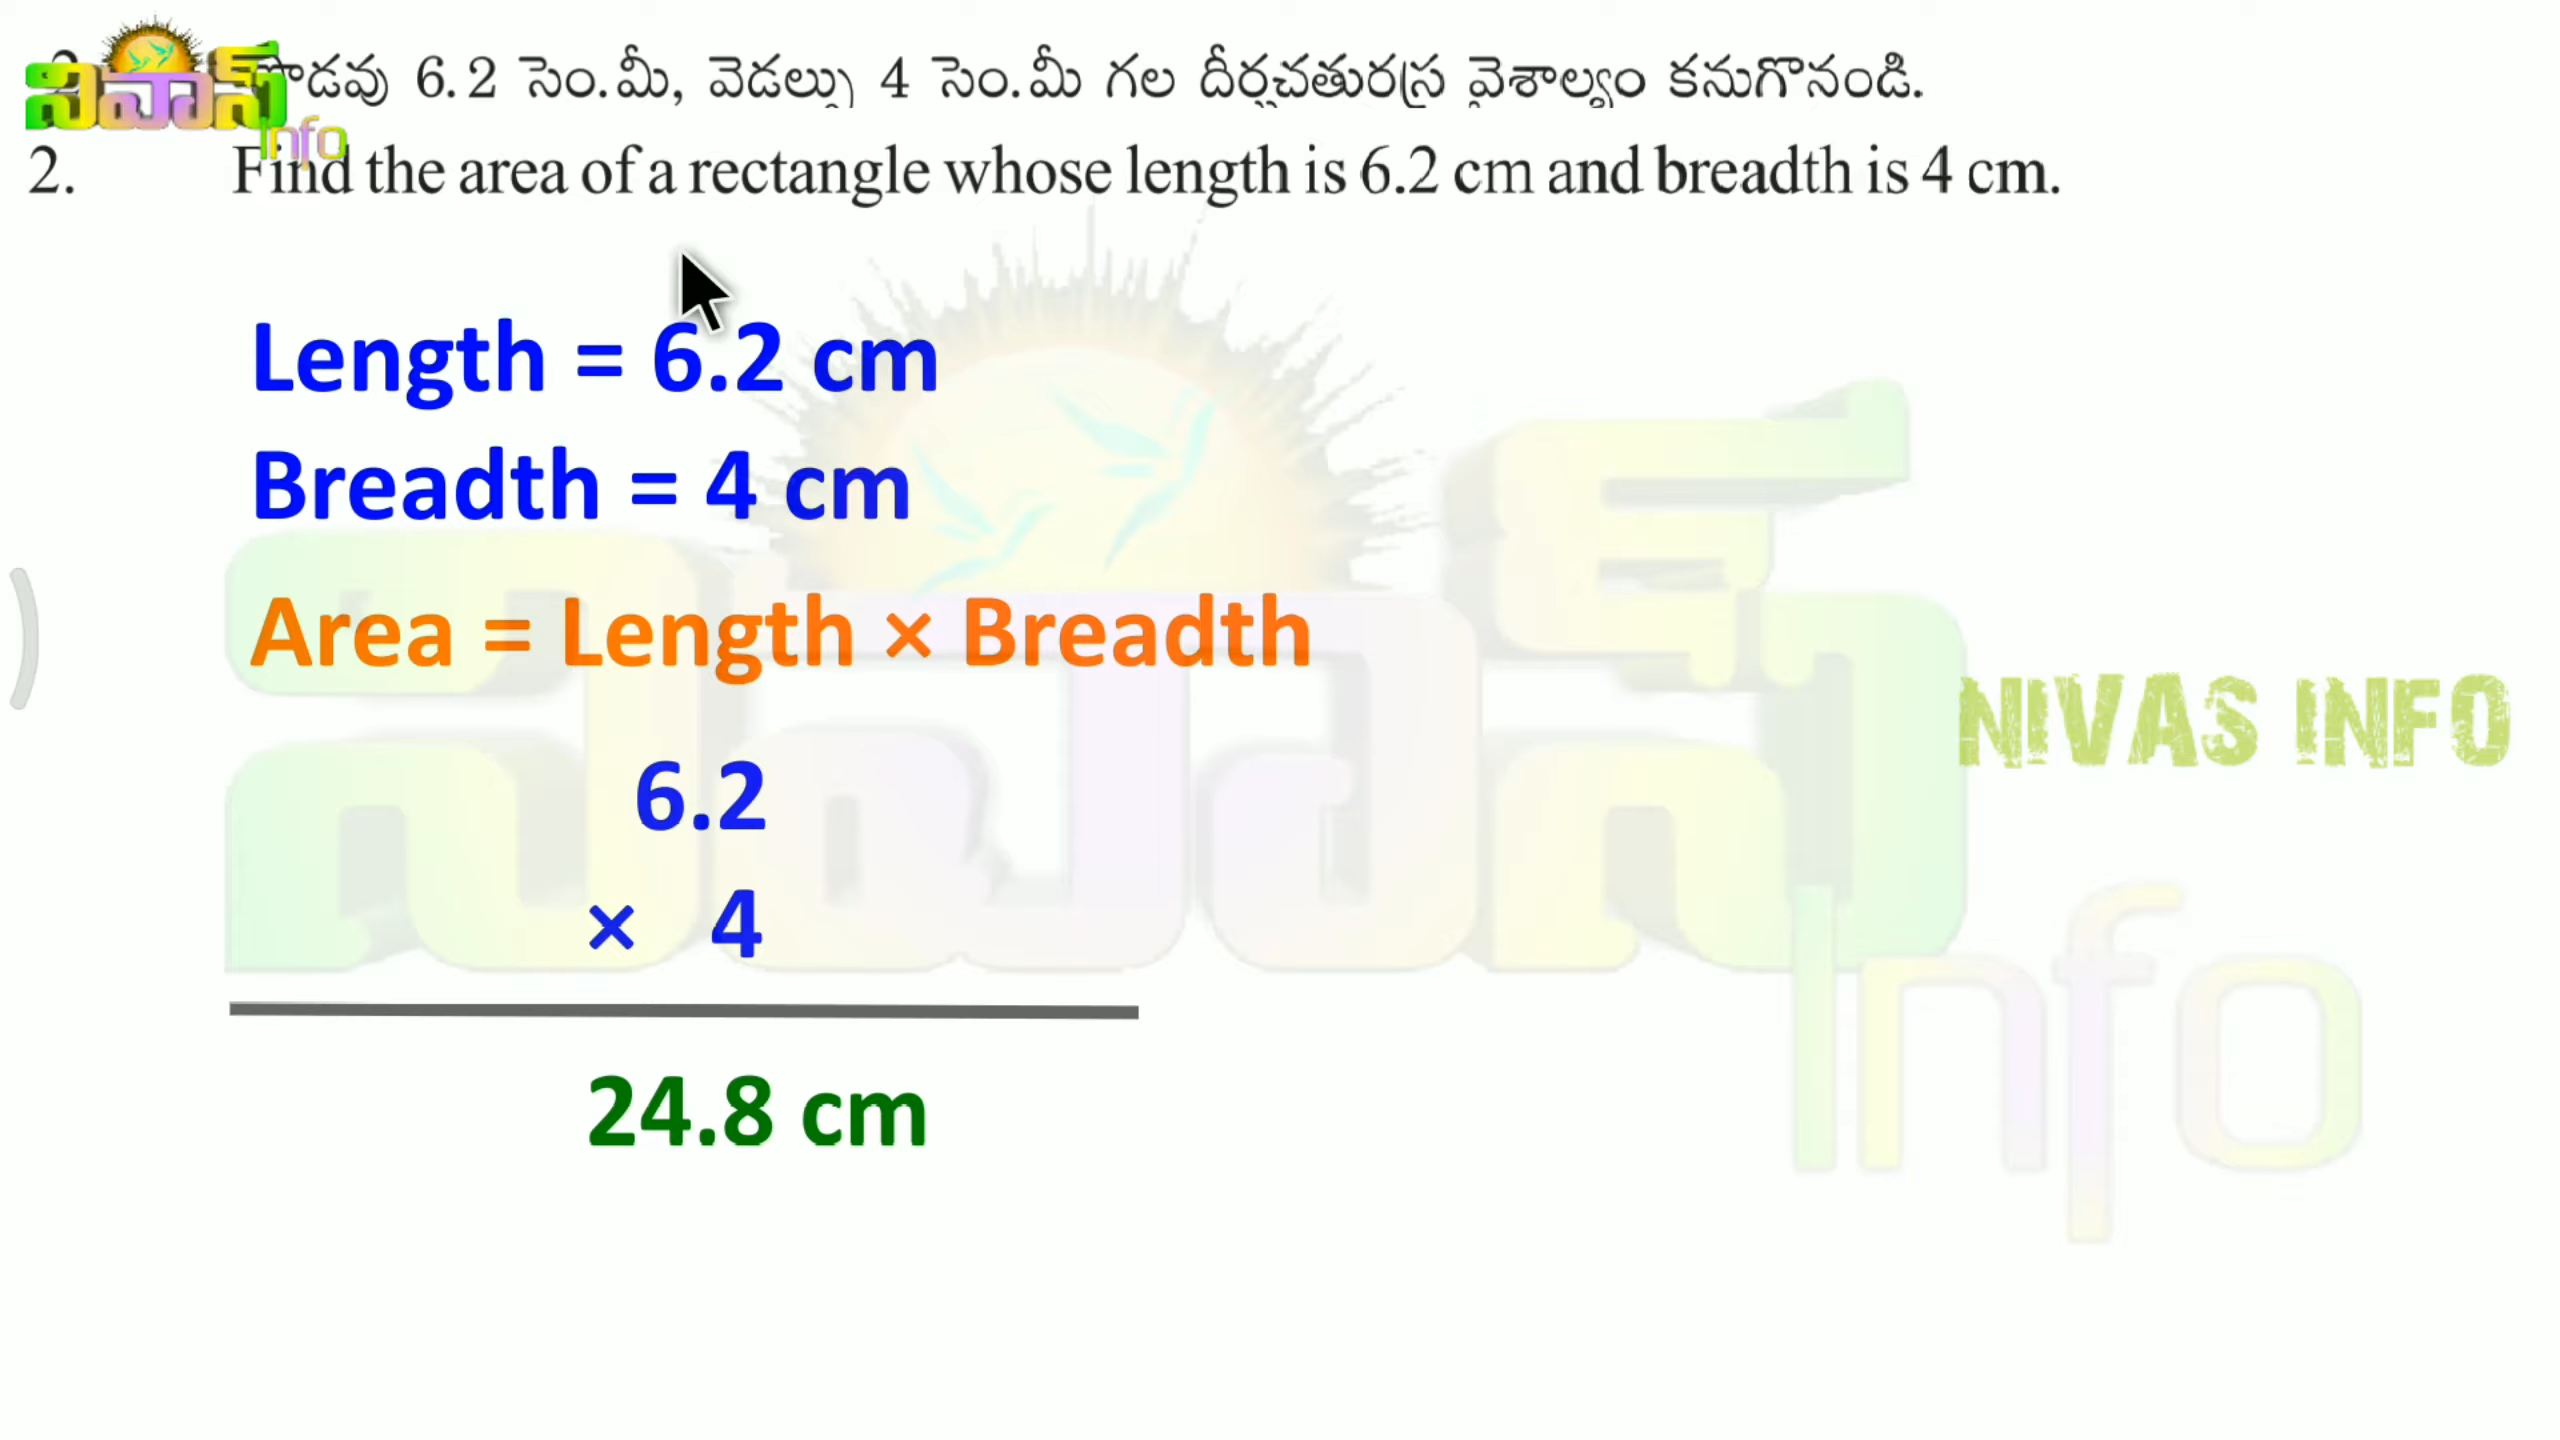 నివాస్
Info
పొడవు 6.2 సెం.మీ, వెడల్పు 4 సెం.మీ గల దీర్ఘచతురస్ర వైశాల్యం కనుగొనండి.
2. Find the area of a rectangle whose length is 6.2 cm and breadth is 4 cm.
Length = 6.2 cm
Breadth = 4 cm
Area = Length × Breadth
NIVAS INFO
6.2
× 4
24.8 cm
నివాస్
Info